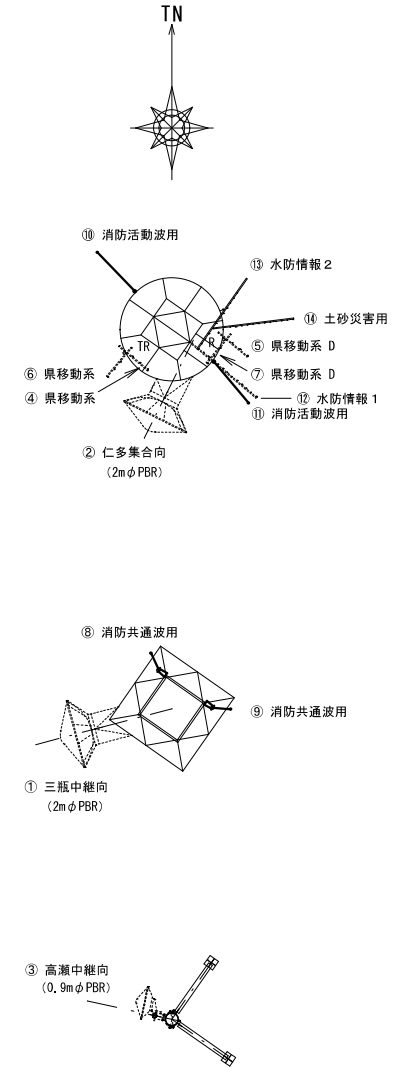 TN
⑩ 消防活動波用
⑬ 水防情報2
⑭ 土砂災害用
TR
R
⑤ 県移動系 D
⑥ 県移動系
⑦ 県移動系 D
④ 県移動系
⑫ 水防情報1
⑪ 消防活動波用
② 仁多集合向
(2mφPBR)
⑧ 消防共通波用
⑨ 消防共通波用
① 三瓶中継向
(2mφPBR)
③ 高瀬中継向
(0.9mφPBR)